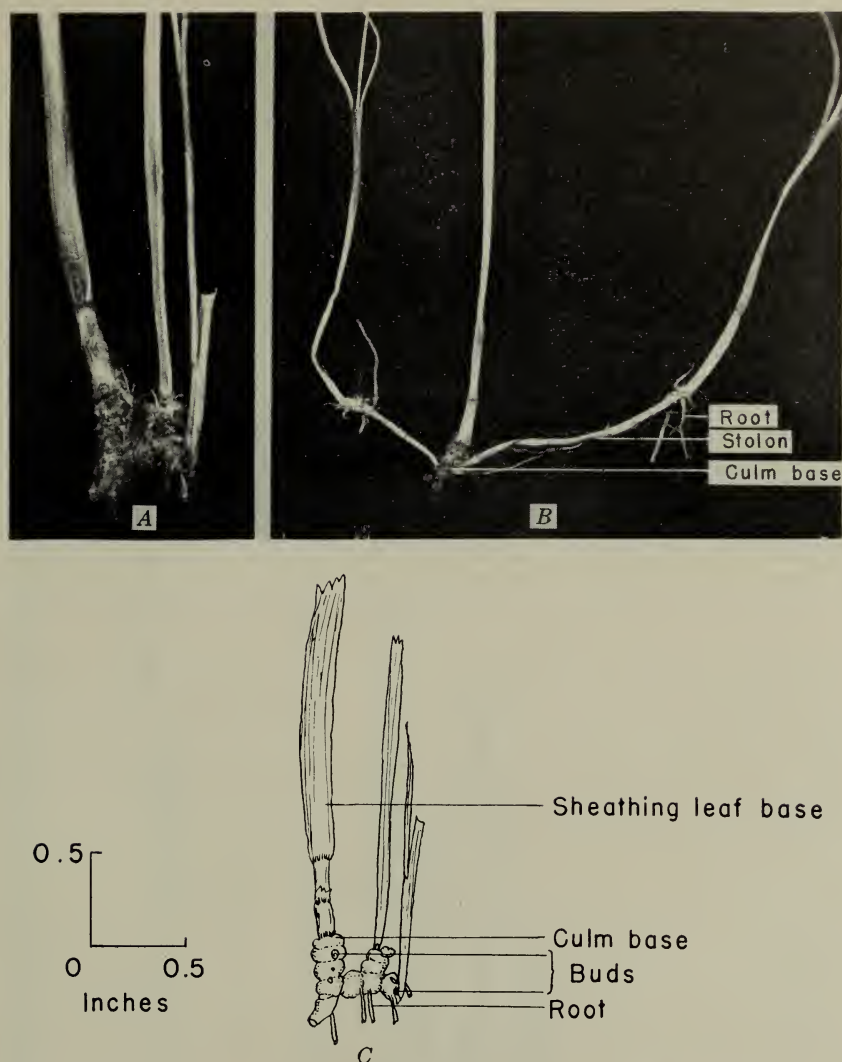 A
B
Root
Stolon
Culm base
Sheathing leaf base
0.5
Culm base
Buds
0
0.5
Root
Inches
C